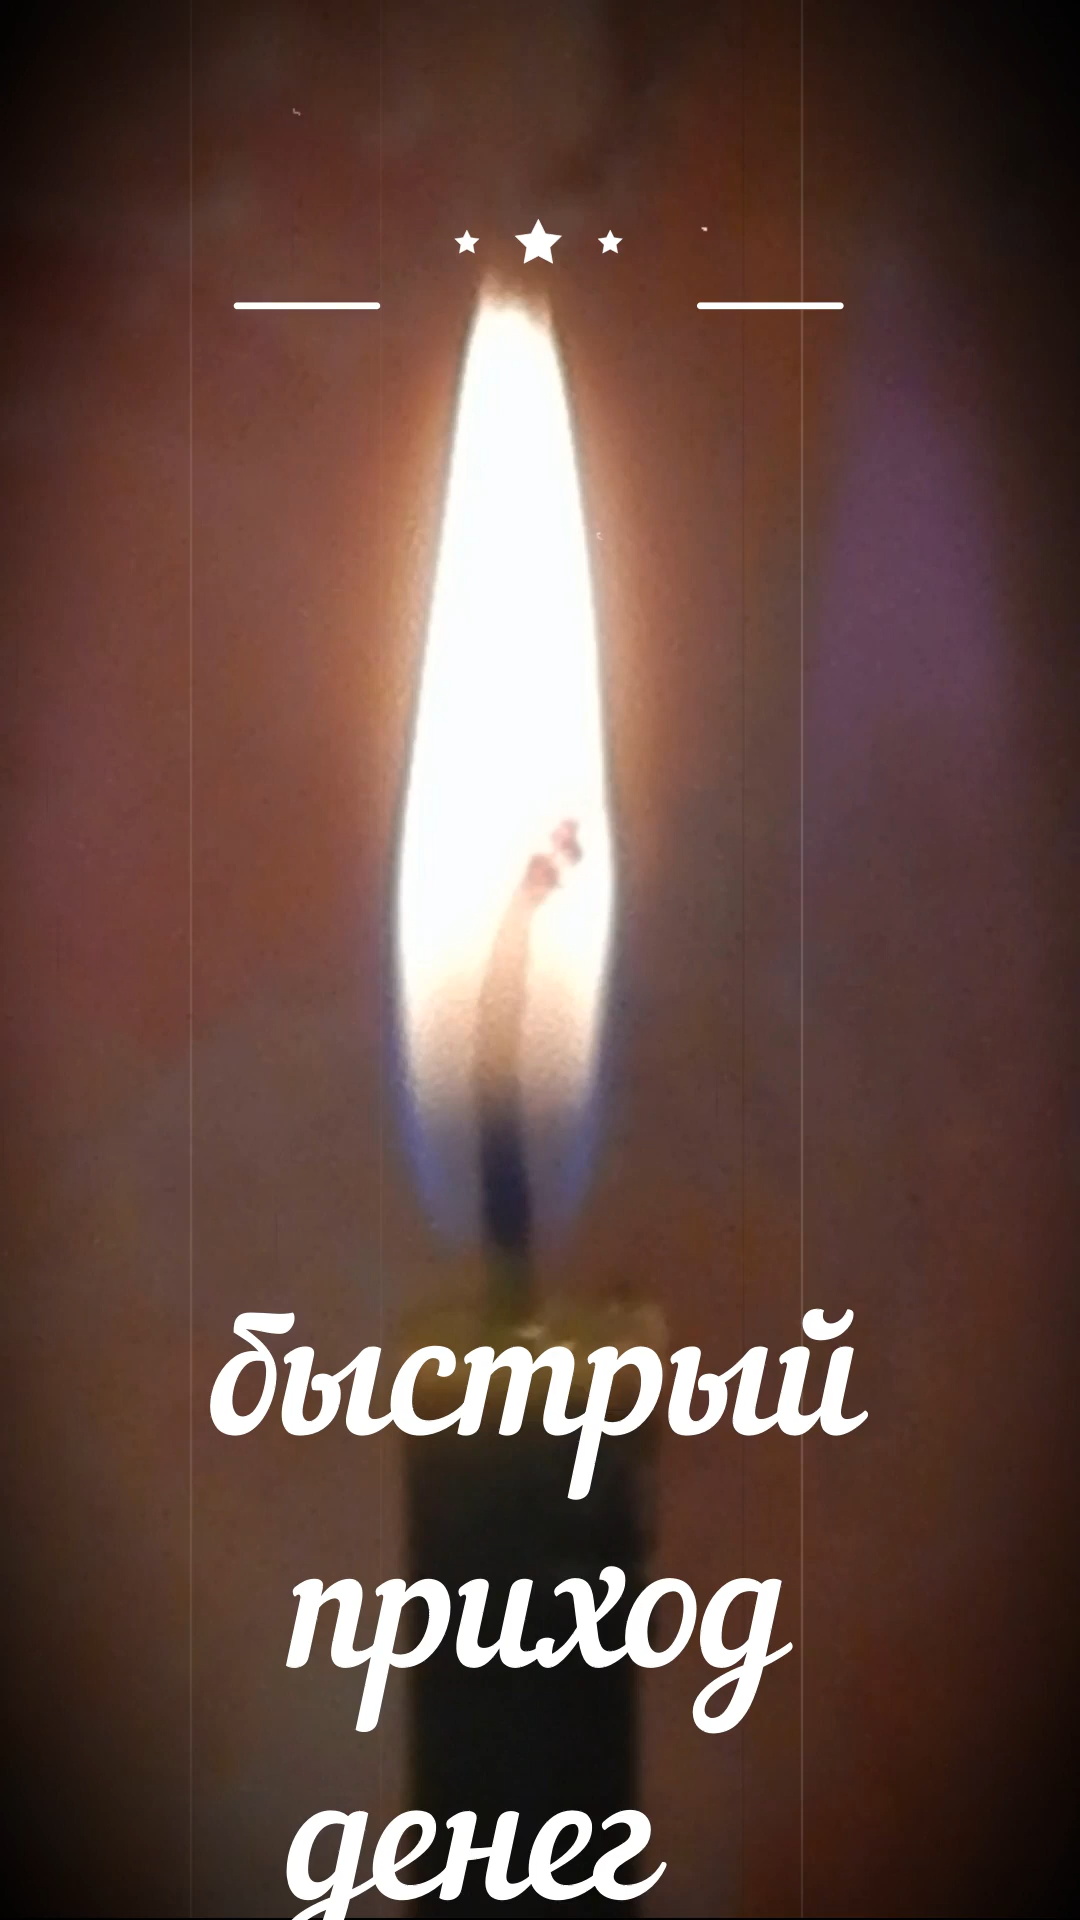 быстрый
приход
денег